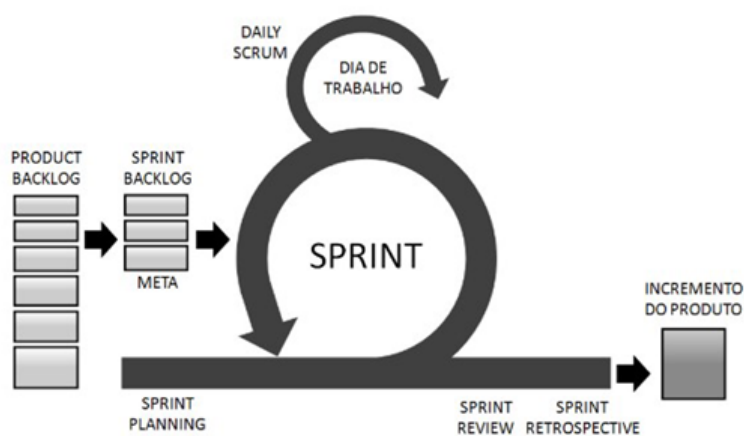 DAILY
SCRUM
DIA DE
TRABALHO
PRODUCT
BACKLOG
SPRINT
BACKLOG
META
SPRINT
INCREMENTO
DO PRODUTO
SPRINT
PLANNING
SPRINT
REVIEW
SPRINT
RETROSPECTIVE